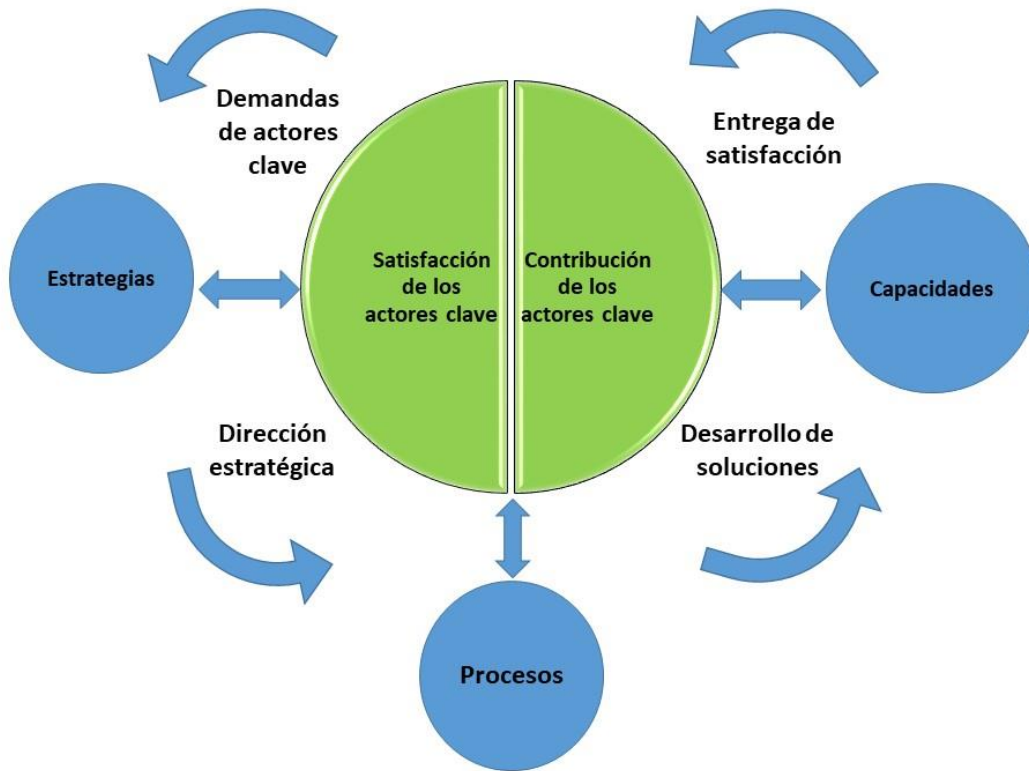 Demandas
de actores
clave
Entrega de
satisfacción
Estrategias
Satisfacción
de los
actores clave
Contribución
de los
actores clave
Capacidades
Dirección
estratégica
Desarrollo de
soluciones
Procesos